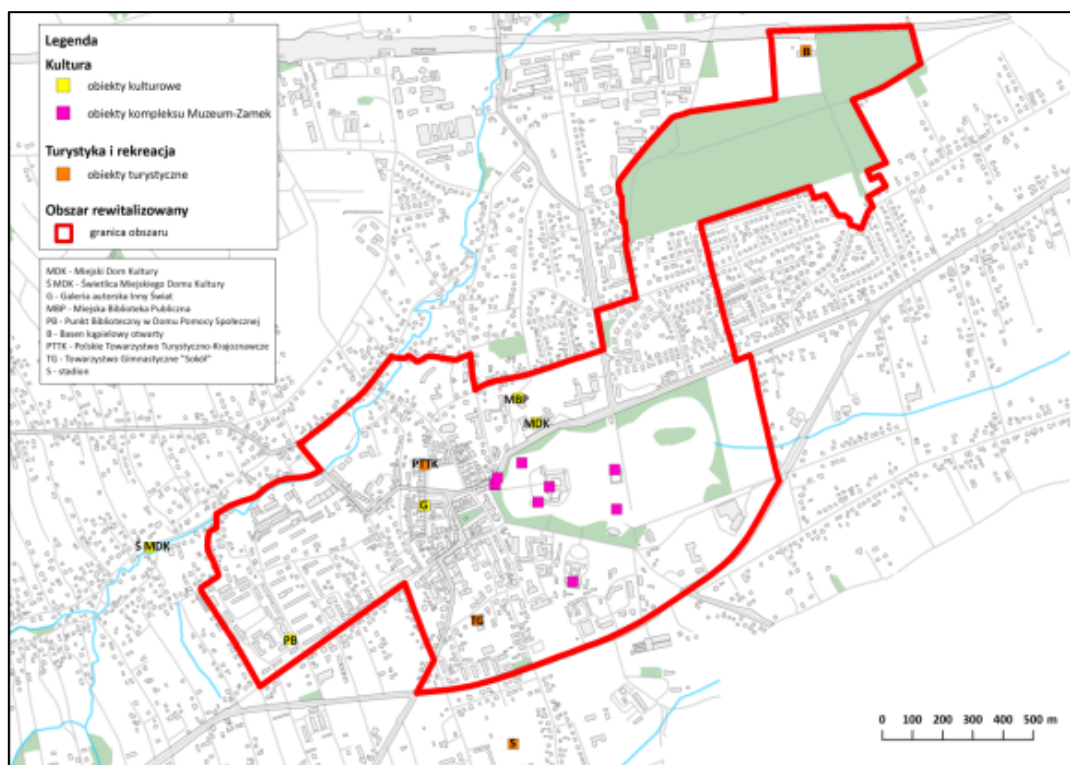 Legenda
Kultura
obiekty kulturowe
obiekty kompleksu Muzeum-Zamek
Turystyka i rekreacja
obiekty turystyczne
Obszar rewitalizowany
granica obszaru
MDK - Miejski Dom Kultury
Ś MDK - Świetlica Miejskiego Domu Kultury
G - Galeria autorska Inny Świat
MBP - Miejska Biblioteka Publiczna
PB - Punkt Biblioteczny w Domu Pomocy Społecznej
B - Basen kąpielowy otwarty
PTTK - Polskie Towarzystwo Turystyczno-Krajoznawcze
TG - Towarzystwo Gimnastyczne "Sokół"
S - stadion
B
MBP
MDK
PTTK
G
Ś MDK
TG
PB
S
0 100 200 300 400 500 m